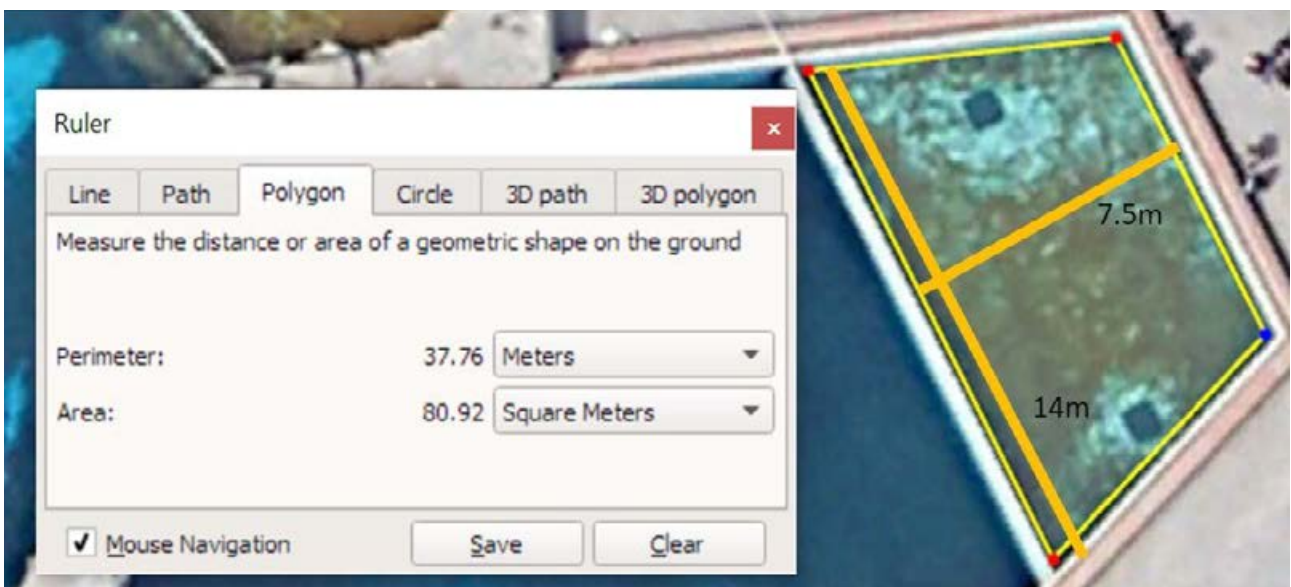 Ruler
Line Path Polygon Circle 3D path 3D polygon
Measure the distance or area of a geometric shape on the ground
Perimeter: 37.76 Meters
Area: 80.92 Square Meters
Mouse Navigation Save Clear
7.5m
14m